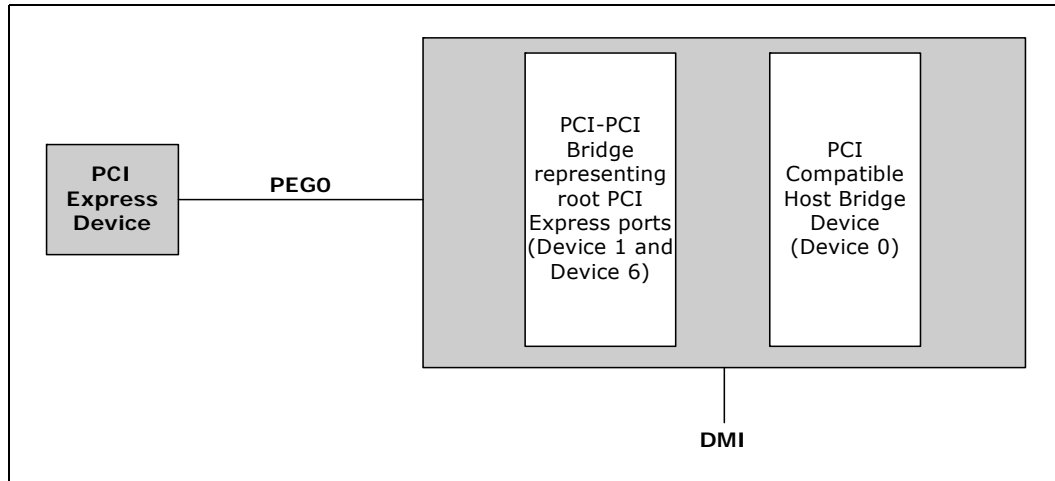 PCI
Express
Device
PEG0
PCI-PCI
Bridge
representing
root PCI
Express ports
(Device 1 and
Device 6)
PCI
Compatible
Host Bridge
Device
(Device 0)
DMI